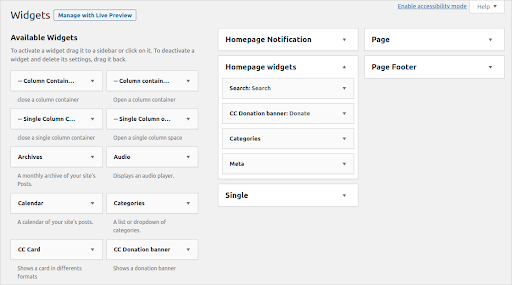 Enable accessibility mode
Help
Widgets
Manage with Live Preview
Available Widgets
To activate a widget drag it to a sidebar or click on it. To deactivate a
widget and delete its settings, drag it back.
— Column Contain...
— Column contain...
close a column container
Open a column container
— Single Column C...
— Single Column o...
close a single column container
Open a single column space
Archives
Audio
A monthly archive of your site's
Posts.
Displays an audio player.
Calendar
Categories
A calendar of your site's posts.
A list or dropdown of
categories.
CC Card
CC Donation banner
Shows a card in differents
formats
Shows a donation banner
Homepage Notification
Homepage widgets
Search: Search
CC Donation banner: Donate
Categories
Meta
Single
Page
Page Footer